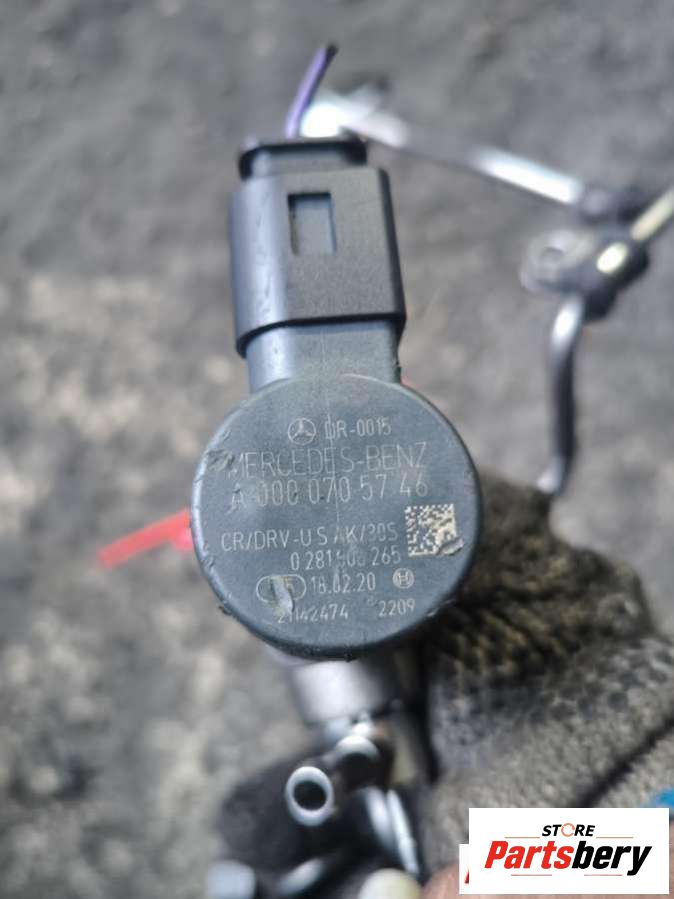 DR-0015
MERCEDES-BENZ
A 000 070 57 46
CR/DRV-U S AK/30S
0 281 006 265
18.02.20
21142474 2209
STORE
Partsbery